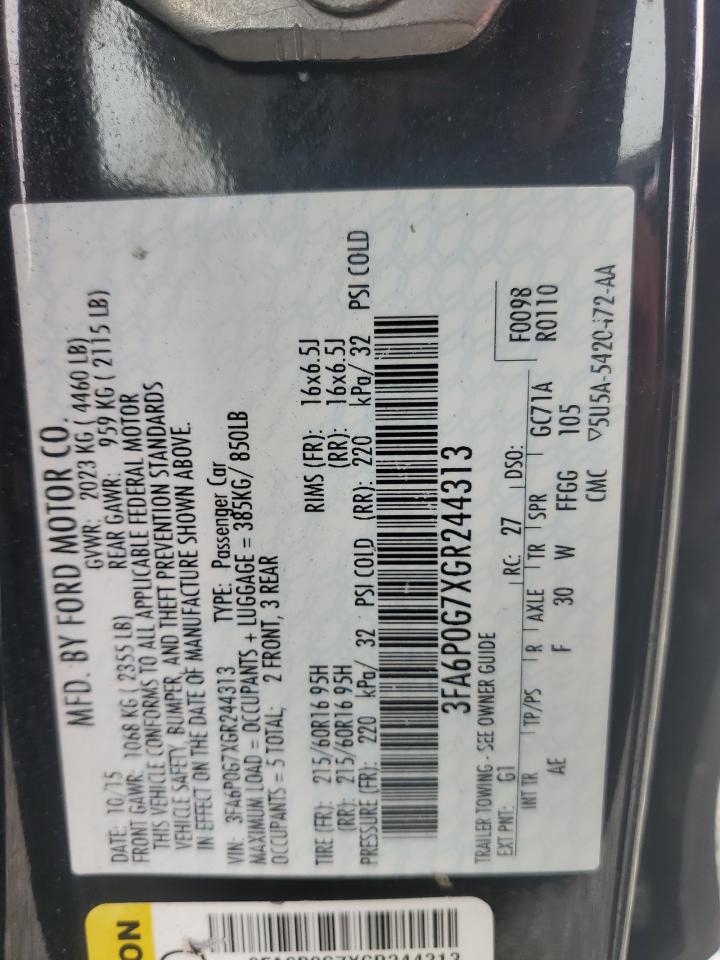 MFD. BY FORD MOTOR CO.
DATE: 10/15 GVWR: 2023 KG ( 4460 LB)
FRONT GAWR: 1068 KG ( 2355 LB) REAR GAWR: 959 KG ( 2115 LB)
THIS VEHICLE CONFORMS TO ALL APPLICABLE FEDERAL MOTOR
VEHICLE SAFETY, BUMPER, AND THEFT PREVENTION STANDARDS
IN EFFECT ON THE DATE OF MANUFACTURE SHOWN ABOVE.
VIN: 3FA6P0G7XGR244313 TYPE: Passenger Car
MAXIMUM LOAD = OCCUPANTS + LUGGAGE = 385KG/ 850LB
OCCUPANTS = 5 TOTAL; 2 FRONT, 3 REAR
TIRE (FR): 215/60R16 95H RIMS (FR): 16x6.5J
(RR): 215/60R16 95H (RR): 16x6.5J
PRESSURE (FR): 220 kPa/ 32 PSI COLD (RR): 220 kPa/ 32 PSI COLD
3FA6P0G7XGR244313
TRAILER TOWING - SEE OWNER GUIDE
F0098
R0110
EXT PNT: G1 RC: 27 DSO:
INT TR TP/PS R AXLE TR SPR GC71A
AE F 30 W FFGG 105
CMC ▽5U5A-5420472-AA
ON
3FA6P0G7XGR244313